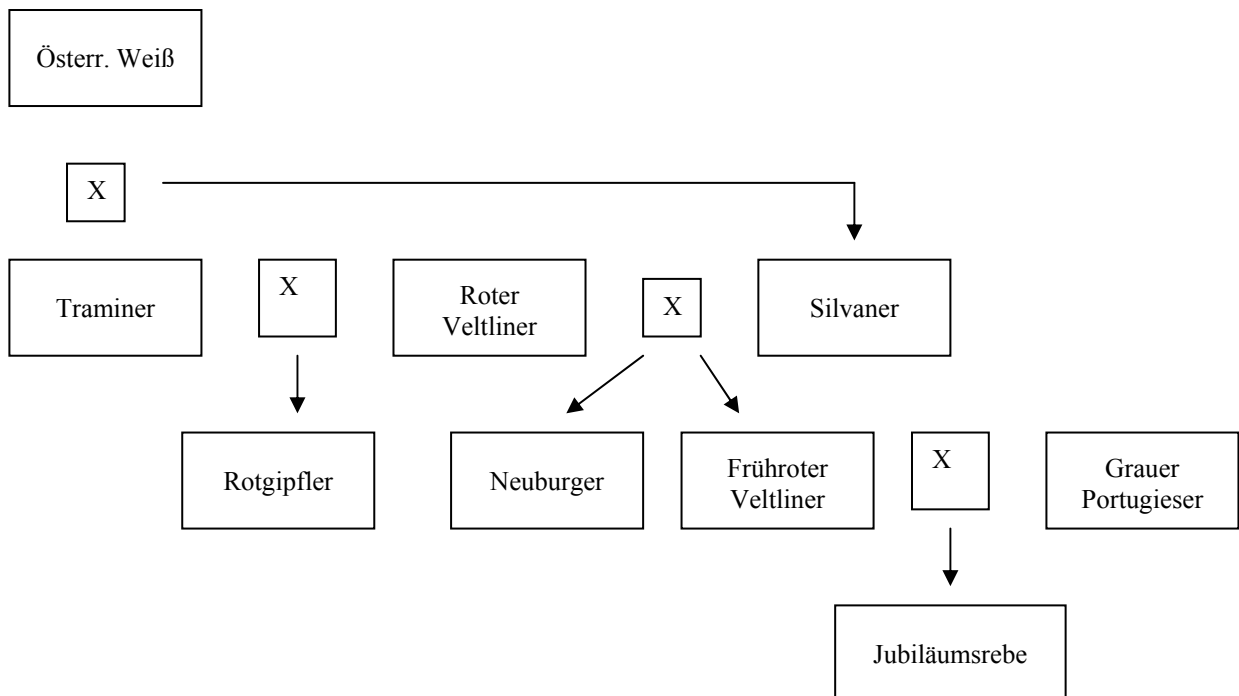 Österr. Weiß
X
Traminer
X
Roter
Veltliner
X
Silvaner
Rotgipfler
Neuburger
Frühroter
Veltliner
X
Grauer
Portugieser
Jubiläumsrebe